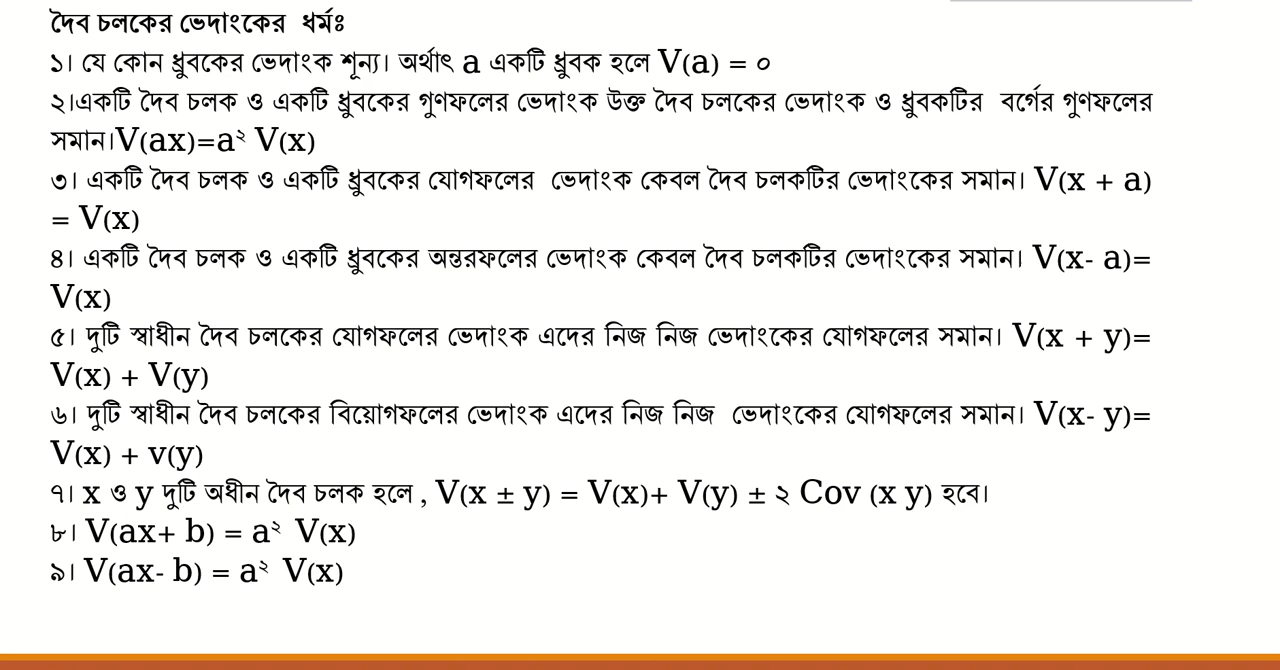 দৈব চলকের ভেদাংকের ধর্মঃ
১। যে কোন ধ্রুবকের ভেদাংক শূন্য। অর্থাৎ a একটি ধ্রুবক হলে V(a) = ০
২।একটি দৈব চলক ও একটি ধ্রুবকের গুণফলের ভেদাংক উক্ত দৈব চলকের ভেদাংক ও ধ্রুবকটির বর্গের গুণফলের
সমান।V(ax)=a² V(x)
৩। একটি দৈব চলক ও একটি ধ্রুবকের যোগফলের ভেদাংক কেবল দৈব চলকটির ভেদাংকের সমান। V(x + a)
= V(x)
৪। একটি দৈব চলক ও একটি ধ্রুবকের অন্তরফলের ভেদাংক কেবল দৈব চলকটির ভেদাংকের সমান। V(x- a)=
V(x)
৫। দুটি স্বাধীন দৈব চলকের যোগফলের ভেদাংক এদের নিজ নিজ ভেদাংকের যোগফলের সমান। V(x + y)=
V(x) + V(y)
৬। দুটি স্বাধীন দৈব চলকের বিয়োগফলের ভেদাংক এদের নিজ নিজ ভেদাংকের যোগফলের সমান। V(x- y)=
V(x) + v(y)
৭। x ও y দুটি অধীন দৈব চলক হলে , V(x ± y) = V(x)+ V(y) ± ২ Cov (x y) হবে।
৮। V(ax+ b) = a² V(x)
৯। V(ax- b) = a² V(x)